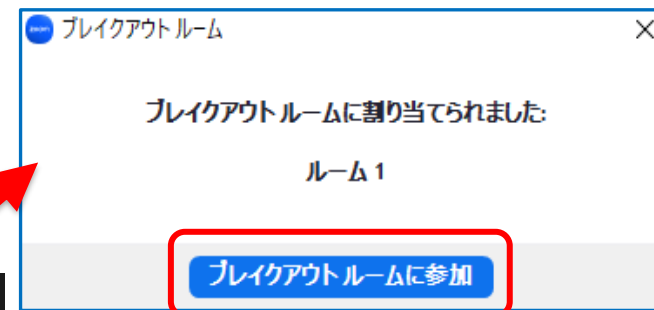 zoom ブレイクアウト ルーム
ブレイクアウト ルームに割り当てられました:
ルーム 1
ブレイクアウト ルームに参加